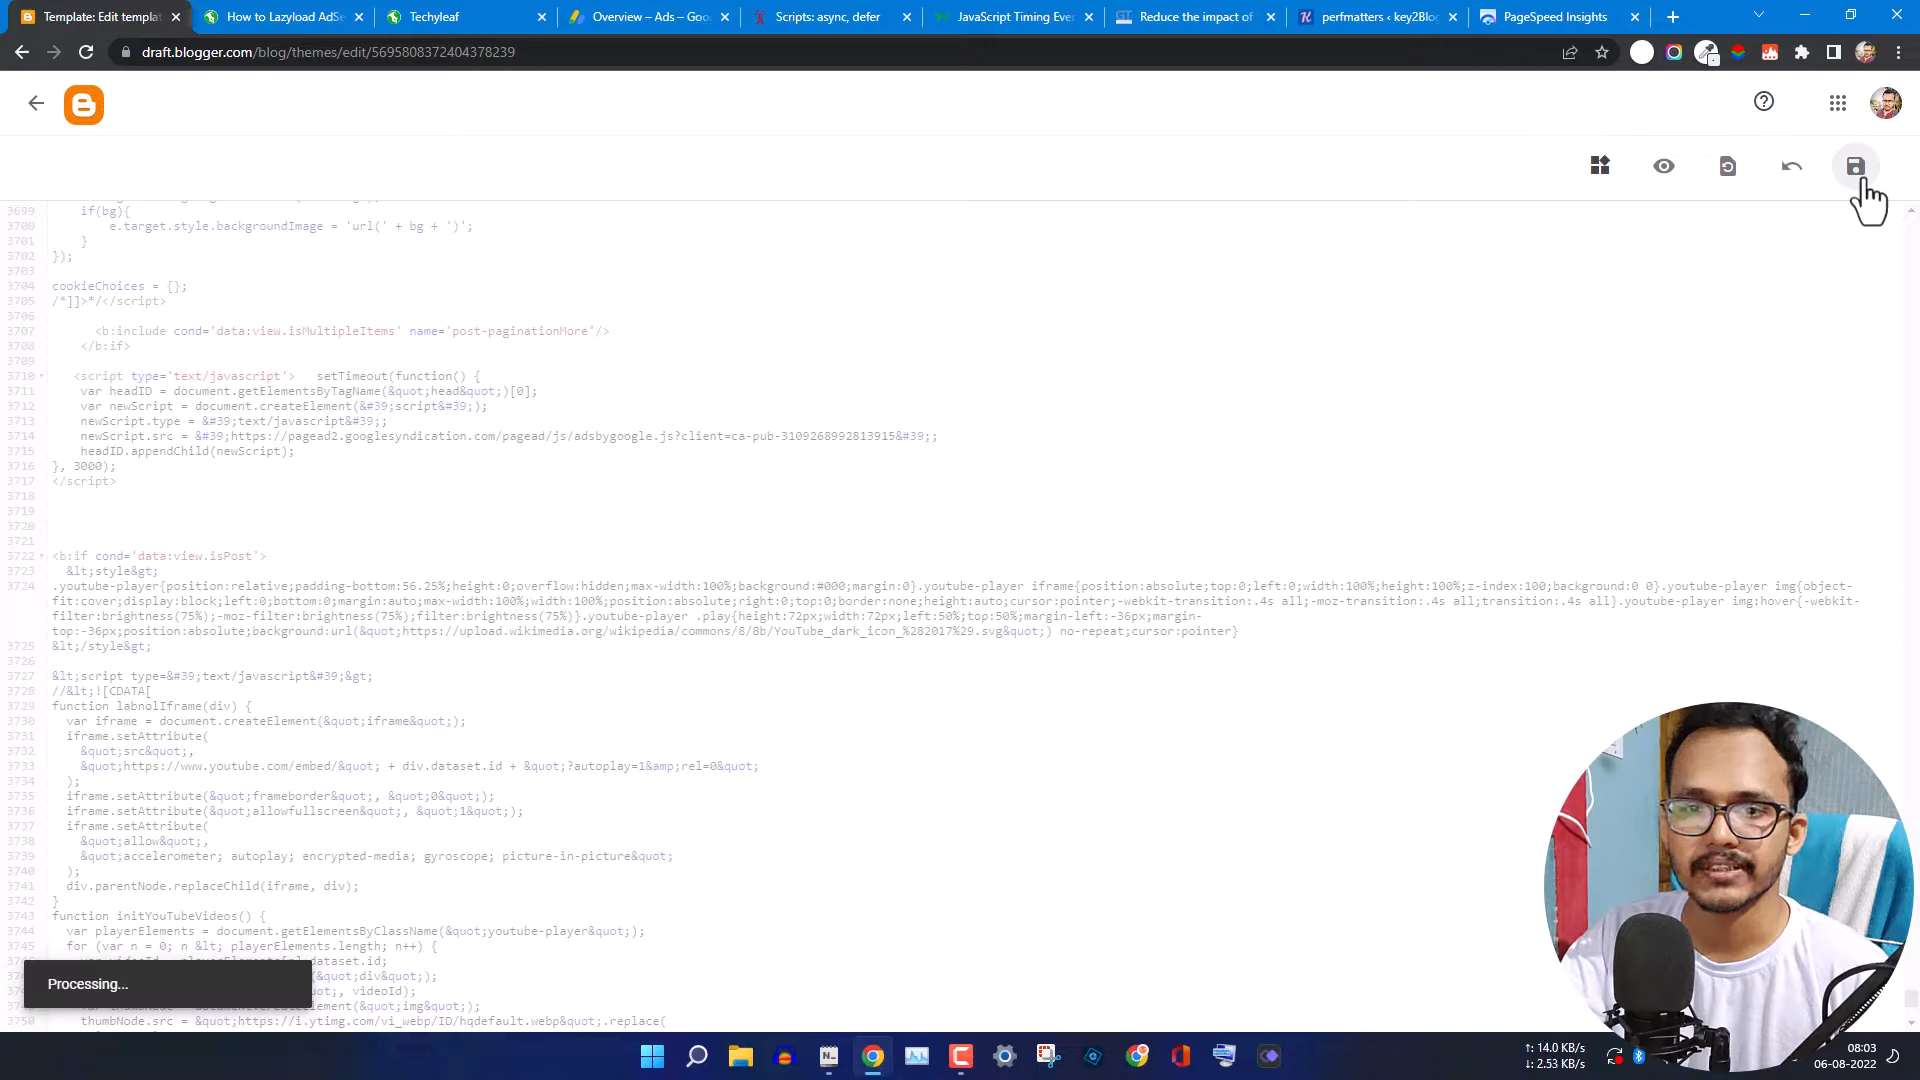 Template: Edit templat
How to Lazyload AdSe
Techyleaf
Overview – Ads – Goo
Scripts: async, defer
JavaScript Timing Ever
Reduce the impact of
perfmatters ‹ key2Blog
PageSpeed Insights
draft.blogger.com/blog/themes/edit/5695808372404378239
3699 if(bg){
3700 e.target.style.backgroundImage = 'url(' + bg + ')';
3701 }
3702 });
3703
3704 cookieChoices = {};
3705 /*]]>*/</script>
3706
3707 <b:include cond='data:view.isMultipleItems' name='post-paginationMore'/>
3708 </b:if>
3709
3710 <script type='text/javascript'> setTimeout(function() {
3711 var headID = document.getElementsByTagName(&quot;head&quot;)[0];
3712 var newScript = document.createElement(&#39;script&#39;);
3713 newScript.type = &#39;text/javascript&#39;;
3714 newScript.src = &#39;https://pagead2.googlesyndication.com/pagead/js/adsbygoogle.js?client=ca-pub-3109268992813915&#39;;
3715 headID.appendChild(newScript);
3716 }, 3000);
3717 </script>
3718
3719
3720
3721
3722 <b:if cond='data:view.isPost'>
3723 &lt;style&gt;
3724 .youtube-player{position:relative;padding-bottom:56.25%;height:0;overflow:hidden;max-width:100%;background:#000;margin:0}.youtube-player iframe{position:absolute;top:0;left:0;width:100%;height:100%;z-index:100;background:0 0}.youtube-player img{object-
fit:cover;display:block;left:0;bottom:0;margin:auto;max-width:100%;width:100%;position:absolute;right:0;top:0;border:none;height:auto;cursor:pointer;-webkit-transition:.4s all;-moz-transition:.4s all;transition:.4s all}.youtube-player img:hover{-webkit-
filter:brightness(75%);-moz-filter:brightness(75%);filter:brightness(75%)}.youtube-player .play{height:72px;width:72px;left:50%;top:50%;margin-left:-36px;margin-
top:-36px;position:absolute;background:url(&quot;https://upload.wikimedia.org/wikipedia/commons/8/8b/YouTube_dark_icon_%282017%29.svg&quot;) no-repeat;cursor:pointer}
3725 &lt;/style&gt;
3726
3727 &lt;script type=&#39;text/javascript&#39;&gt;
3728 //&lt;![CDATA[
3729 function labnolIframe(div) {
3730 var iframe = document.createElement(&quot;iframe&quot;);
3731 iframe.setAttribute(
3732 &quot;src&quot;,
3733 &quot;https://www.youtube.com/embed/&quot; + div.dataset.id + &quot;?autoplay=1&amp;rel=0&quot;
3734 );
3735 iframe.setAttribute(&quot;frameborder&quot;, &quot;0&quot;);
3736 iframe.setAttribute(&quot;allowfullscreen&quot;, &quot;1&quot;);
3737 iframe.setAttribute(
3738 &quot;allow&quot;,
3739 &quot;accelerometer; autoplay; encrypted-media; gyroscope; picture-in-picture&quot;
3740 );
3741 div.parentNode.replaceChild(iframe, div);
3742 }
3743 function initYouTubeVideos() {
3744 var playerElements = document.getElementsByClassName(&quot;youtube-player&quot;);
3745 for (var n = 0; n &lt; playerElements.length; n++) {
dataset.id;
&quot;div&quot;);
, videoId);
ement(&quot;img&quot;);
3750 thumbNode.src = &quot;https://i.ytimg.com/vi_webp/ID/hqdefault.webp&quot;.replace(
Processing...
↑: 14.0 KB/s
↓: 2.53 KB/s
08:03
06-08-2022